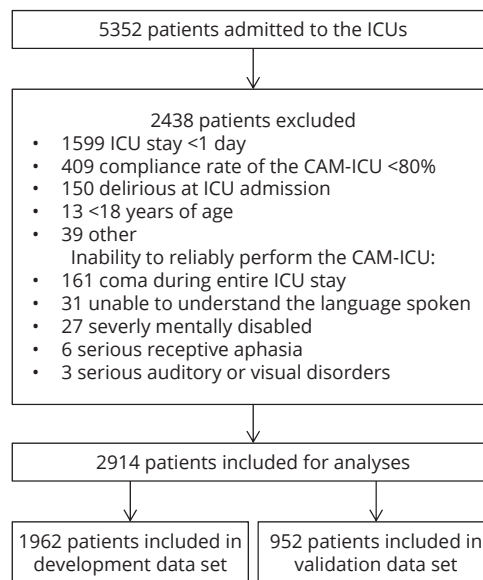 5352 patients admitted to the ICUs
2438 patients excluded
• 1599 ICU stay <1 day
• 409 compliance rate of the CAM-ICU <80%
• 150 delirious at ICU admission
• 13 <18 years of age
• 39 other
Inability to reliably perform the CAM-ICU:
• 161 coma during entire ICU stay
• 31 unable to understand the language spoken
• 27 severly mentally disabled
• 6 serious receptive aphasia
• 3 serious auditory or visual disorders
2914 patients included for analyses
1962 patients included in
development data set
952 patients included in
validation data set